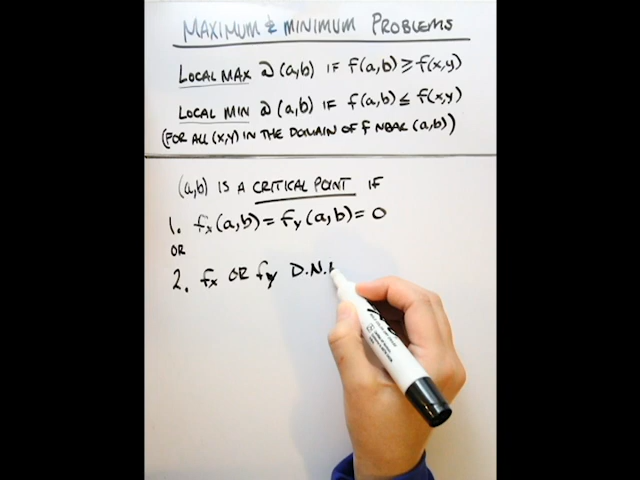 MAXIMUM & MINIMUM PROBLEMS
LOCAL MAX @ (a,b) IF f(a,b) ≥ f(x,y)
LOCAL MIN @ (a,b) IF f(a,b) ≤ f(x,y)
(FOR ALL (X,Y) IN THE DOMAIN OF f NEAR (a,b))
(a,b) IS A CRITICAL POINT IF
1. fx(a,b) = fy(a,b) = 0
OR
2. fx OR fy D.N.